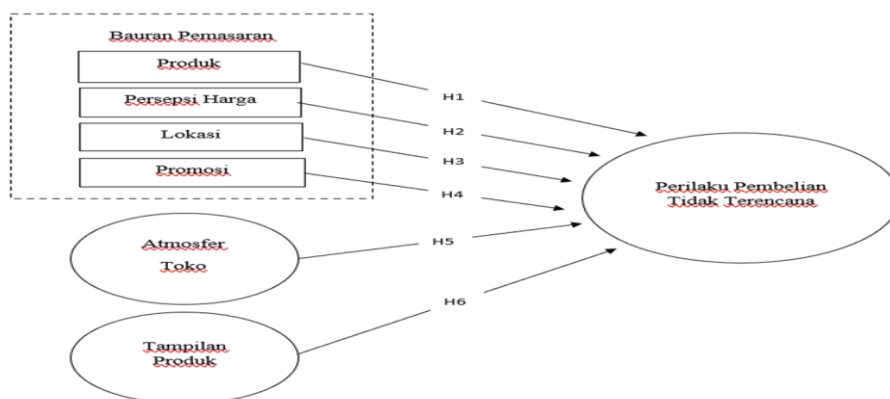 Bauran Pemasaran
Produk
Persepsi Harga
Lokasi
Promosi
Atmosfer
Toko
Tampilan
Produk
H1
H2
H3
H4
H5
H6
Perilaku Pembelian
Tidak Terencana